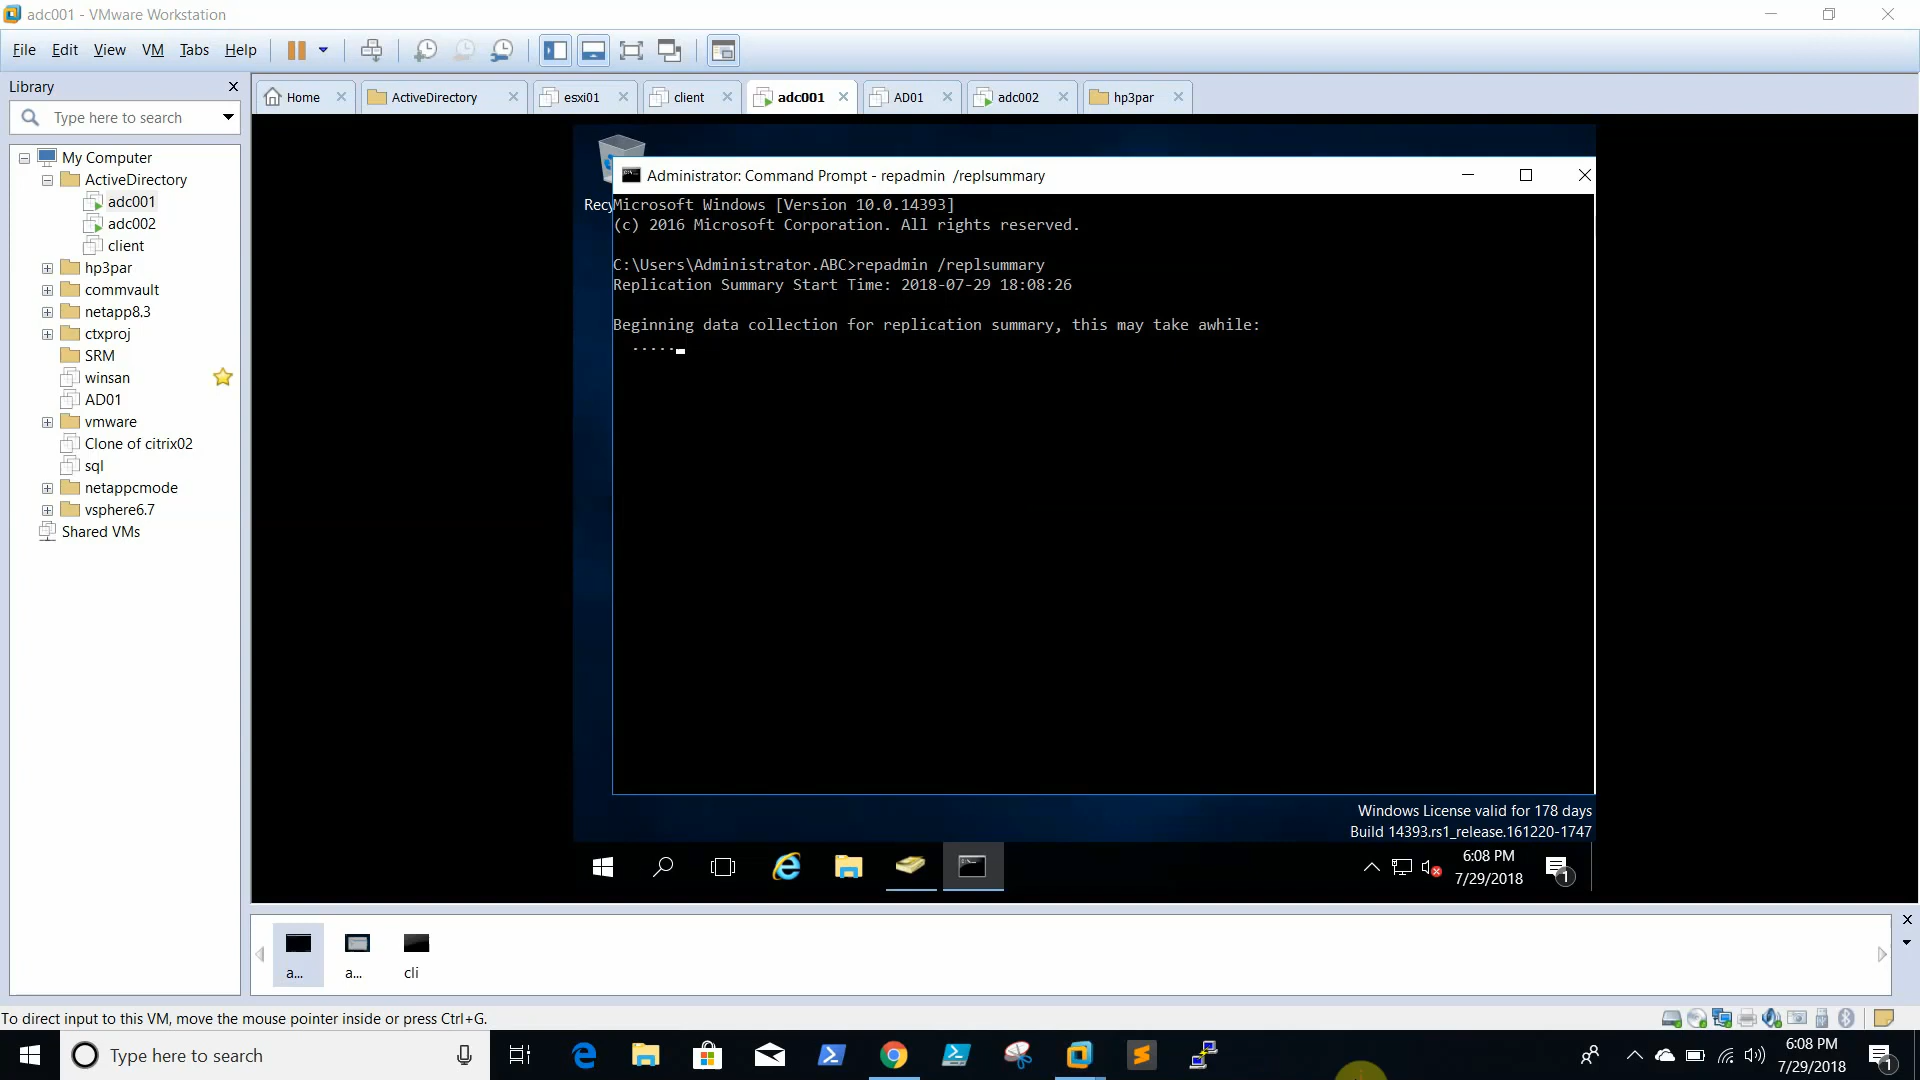 adc001 - VMware Workstation
File Edit View VM Tabs Help
Library
Type here to search
Home
ActiveDirectory
esxi01
client
adc001
AD01
adc002
hp3par
My Computer
ActiveDirectory
adc001
adc002
client
hp3par
commvault
netapp8.3
ctxproj
SRM
winsan
AD01
vmware
Clone of citrix02
sql
netappcmode
vsphere6.7
Shared VMs
Recy
Administrator: Command Prompt - repadmin  /replsummary
Microsoft Windows [Version 10.0.14393]
(c) 2016 Microsoft Corporation. All rights reserved.
C:\Users\Administrator.ABC>repadmin /replsummary
Replication Summary Start Time: 2018-07-29 18:08:26
Beginning data collection for replication summary, this may take awhile:
.....
Windows License valid for 178 days
Build 14393.rs1_release.161220-1747
6:08 PM
7/29/2018
1
a...
a...
cli
To direct input to this VM, move the mouse pointer inside or press Ctrl+G.
Type here to search
6:08 PM
7/29/2018
1